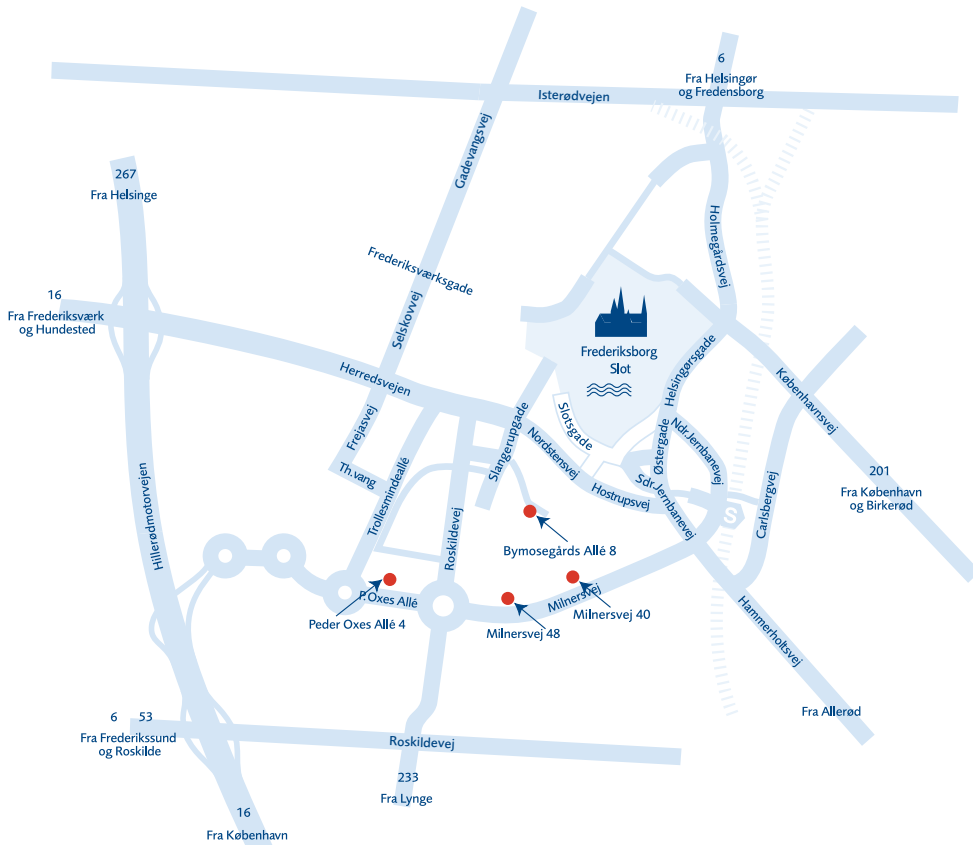 6
Fra Helsingør
og Fredensborg
Isterødvejen
Gadevangsvej
267
Fra Helsinge
Holmegårdsvej
Frederiksværksgade
16
Fra Frederiksværk
og Hundested
Selskovvej
Frederiksborg
Slot
Helsingørsgade
Herredsvejen
Københavnsvej
Frejasvej
Slotsgade
Slangerupgade
Nordstensvej
Østergade
Ndr.Jernbanevej
Th.vang
Trollesmindeallé
Hostrupsvej
Sdr.Jernbanevej
Carlsbergvej
201
Fra København
og Birkerød
S
Hillerødmotorvejen
Roskildevej
Bymosegårds Allé 8
P.Oxes Allé
Peder Oxes Allé 4
Milnersvej
Milnersvej 40
Milnersvej 48
Hammerholtsvej
Fra Allerød
6 53
Fra Frederikssund
og Roskilde
Roskildevej
233
Fra Lynge
16
Fra København